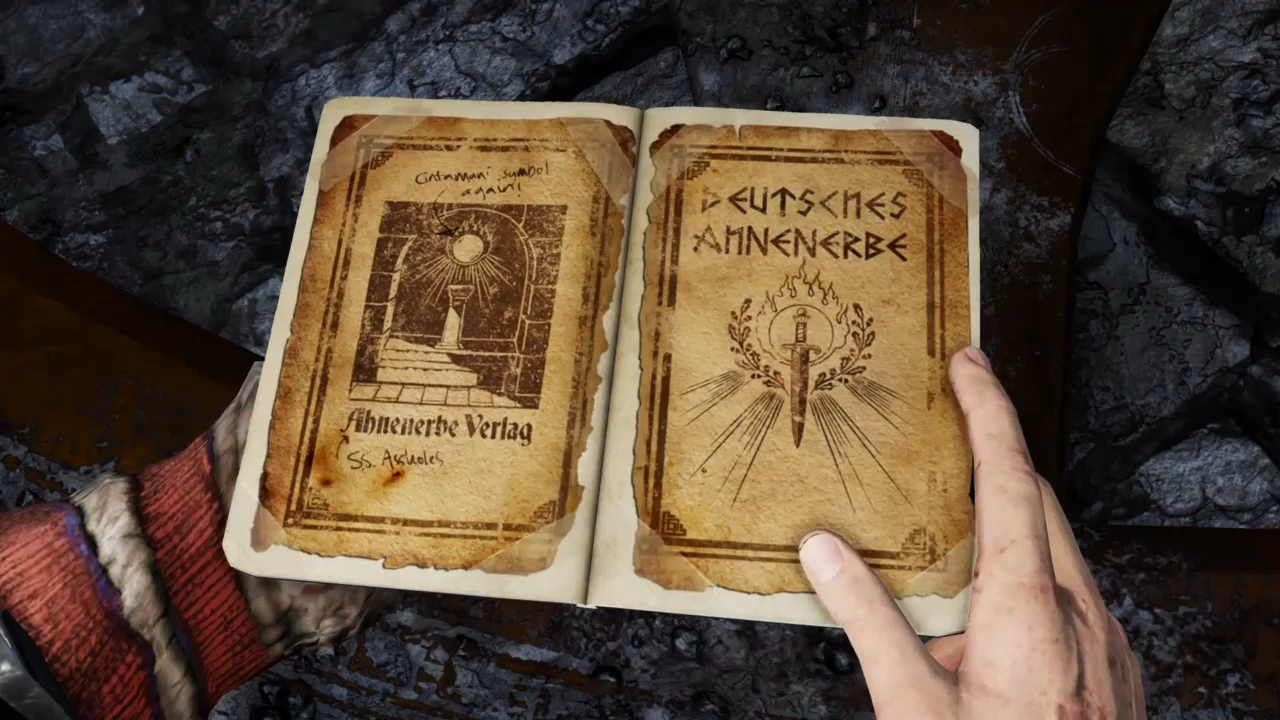 Cintamani symbol
again!
Ahnenerbe Verlag
SS. Assholes
DEUTSCHES
AHNENERBE